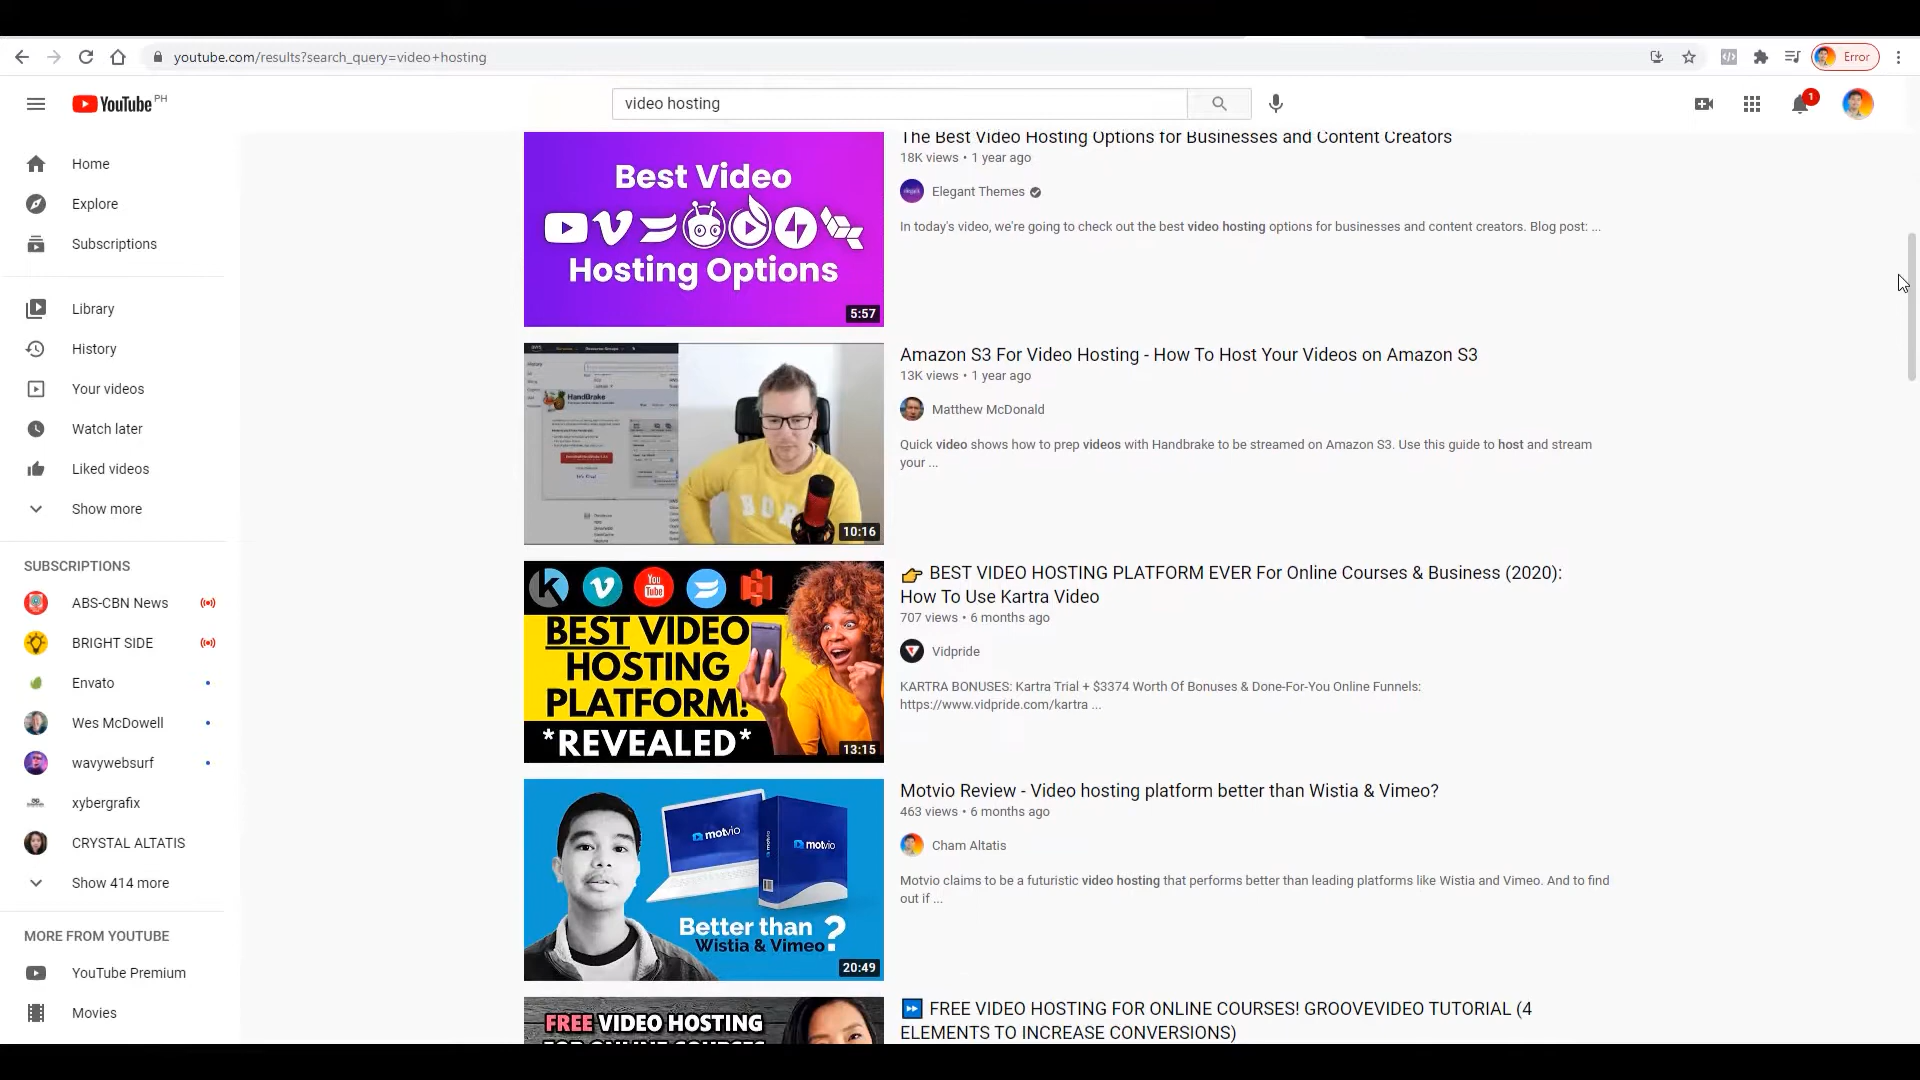 youtube.com/results?search_query=video+hosting
Error
YouTube PH
video hosting
1
Home
Explore
Subscriptions
Library
History
Your videos
Watch later
Liked videos
Show more
SUBSCRIPTIONS
ABS-CBN News
BRIGHT SIDE
Envato
Wes McDowell
wavywebsurf
xybergrafix
CRYSTAL ALTATIS
Show 414 more
MORE FROM YOUTUBE
YouTube Premium
Movies
Best Video
Hosting Options
5:57
The Best Video Hosting Options for Businesses and Content Creators
18K views • 1 year ago
Elegant Themes
In today's video, we're going to check out the best video hosting options for businesses and content creators. Blog post: ...
HandBrake
10:16
Amazon S3 For Video Hosting - How To Host Your Videos on Amazon S3
13K views • 1 year ago
Matthew McDonald
Quick video shows how to prep videos with Handbrake to be streamed on Amazon S3. Use this guide to host and stream
your ...
You
Tube
BEST VIDEO
HOSTING
PLATFORM!
*REVEALED*
13:15
👉 BEST VIDEO HOSTING PLATFORM EVER For Online Courses & Business (2020):
How To Use Kartra Video
707 views • 6 months ago
Vidpride
KARTRA BONUSES: Kartra Trial + $3374 Worth Of Bonuses & Done-For-You Online Funnels:
https://www.vidpride.com/kartra ...
motvio
motvio
Better than
Wistia & Vimeo?
20:49
Motvio Review - Video hosting platform better than Wistia & Vimeo?
463 views • 6 months ago
Cham Altatis
Motvio claims to be a futuristic video hosting that performs better than leading platforms like Wistia and Vimeo. And to find
out if ...
FREE VIDEO HOSTING
FOR ONLINE COURSES
⏩ FREE VIDEO HOSTING FOR ONLINE COURSES! GROOVEVIDEO TUTORIAL (4
ELEMENTS TO INCREASE CONVERSIONS)